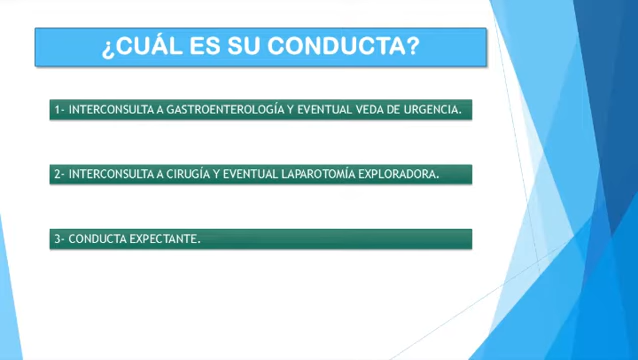 ¿CUÁL ES SU CONDUCTA?
1- INTERCONSULTA A GASTROENTEROLOGÍA Y EVENTUAL VEDA DE URGENCIA.
2- INTERCONSULTA A CIRUGÍA Y EVENTUAL LAPAROTOMÍA EXPLORADORA.
3- CONDUCTA EXPECTANTE.